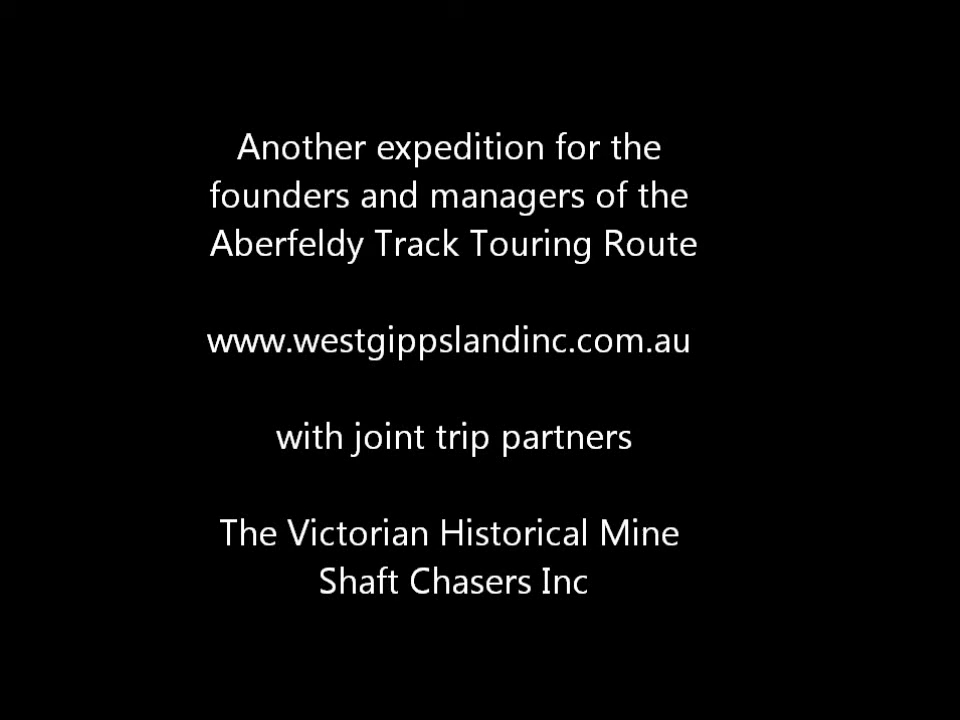 Another expedition for the
founders and managers of the
Aberfeldy Track Touring Route
www.westgippslandinc.com.au
with joint trip partners
The Victorian Historical Mine
Shaft Chasers Inc